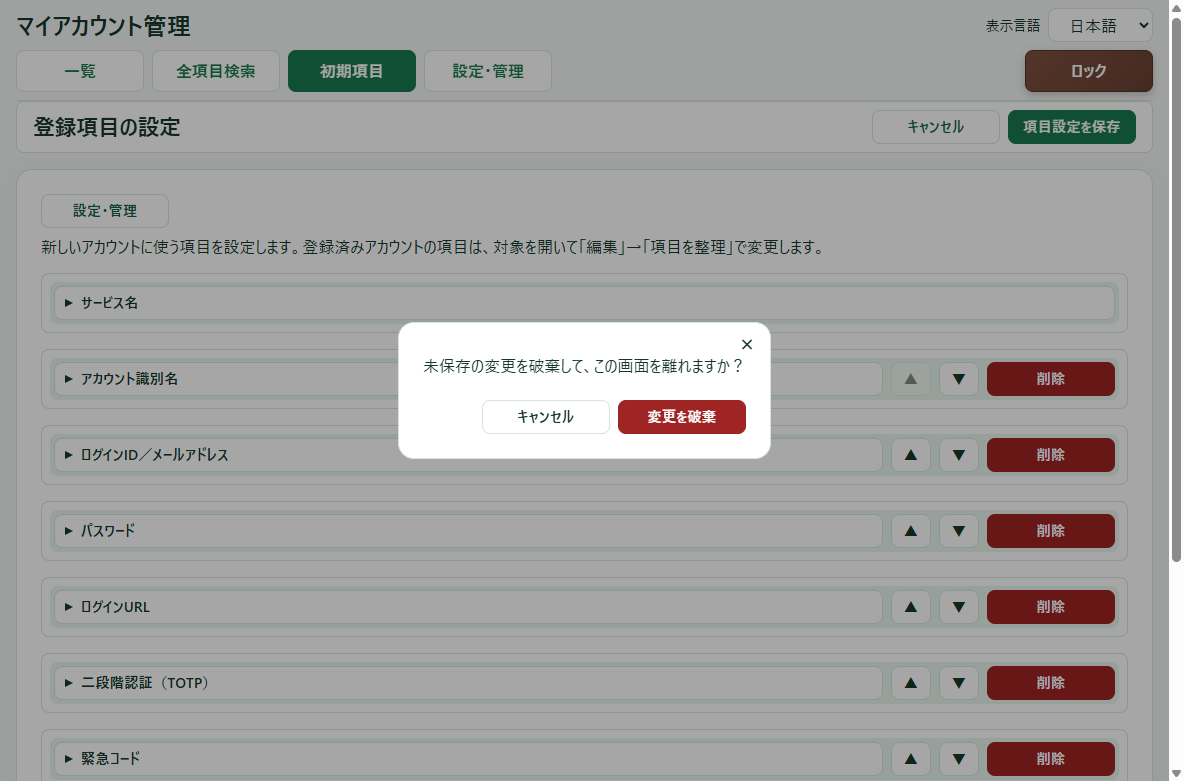 マイアカウント管理
表示言語 日本語
一覧 全項目検索 初期項目 設定・管理 ロック
登録項目の設定 キャンセル 項目設定を保存
設定・管理
新しいアカウントに使う項目を設定します。登録済みアカウントの項目は、対象を開いて「編集」→「項目を整理」で変更します。
▶ サービス名
×
未保存の変更を破棄して、この画面を離れますか？
キャンセル 変更を破棄
▶ アカウント識別名 ▲ ▼ 削除
▶ ログインID／メールアドレス ▲ ▼ 削除
▶ パスワード ▲ ▼ 削除
▶ ログインURL ▲ ▼ 削除
▶ 二段階認証（TOTP） ▲ ▼ 削除
▶ 緊急コード ▲ ▼ 削除